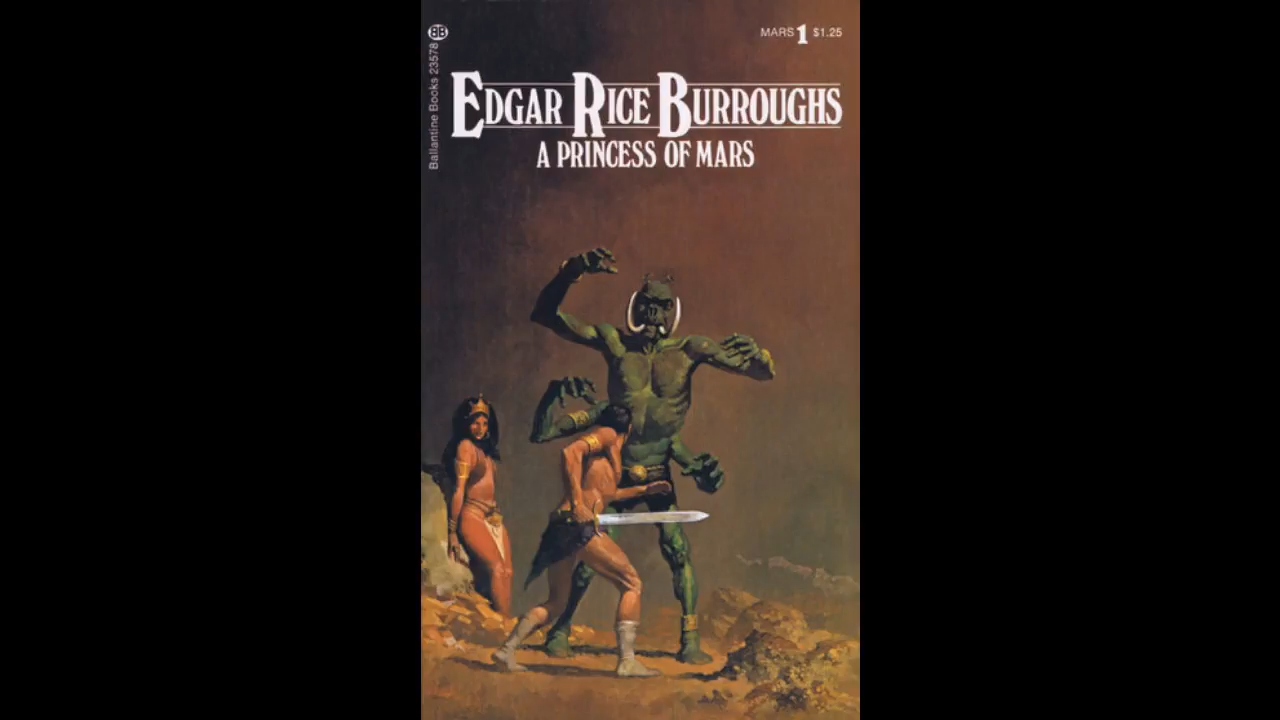 BB
Ballantine Books 23578
MARS 1 $1.25
EDGAR RICE BURROUGHS
A PRINCESS OF MARS